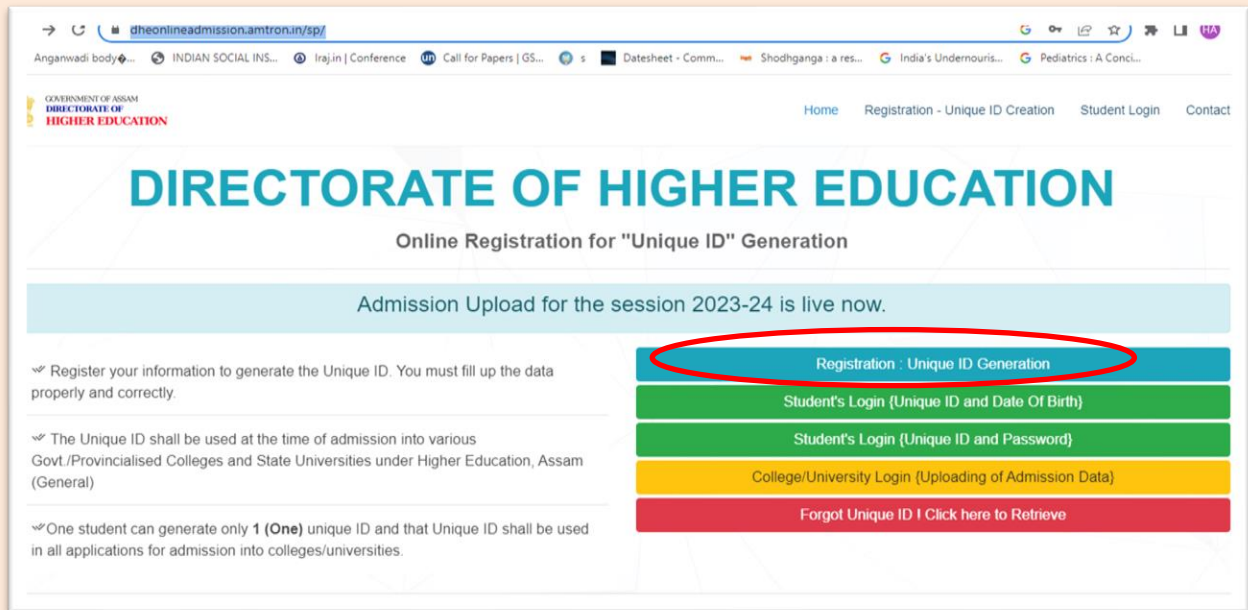 dheonlineadmission.amtron.in/sp/
Anganwadi body�... INDIAN SOCIAL INS... Iraj.in | Conference Call for Papers | GS... s Datesheet - Comm... Shodhganga : a res... India's Undernouris... Pediatrics : A Conci...
HA
GOVERNMENT OF ASSAM
DIRECTORATE OF
HIGHER EDUCATION
Home Registration - Unique ID Creation Student Login Contact
DIRECTORATE OF HIGHER EDUCATION
Online Registration for "Unique ID" Generation
Admission Upload for the session 2023-24 is live now.
Register your information to generate the Unique ID. You must fill up the data
properly and correctly.
The Unique ID shall be used at the time of admission into various
Govt./Provincialised Colleges and State Universities under Higher Education, Assam
(General)
One student can generate only 1 (One) unique ID and that Unique ID shall be used
in all applications for admission into colleges/universities.
Registration : Unique ID Generation
Student's Login {Unique ID and Date Of Birth}
Student's Login {Unique ID and Password}
College/University Login {Uploading of Admission Data}
Forgot Unique ID ! Click here to Retrieve